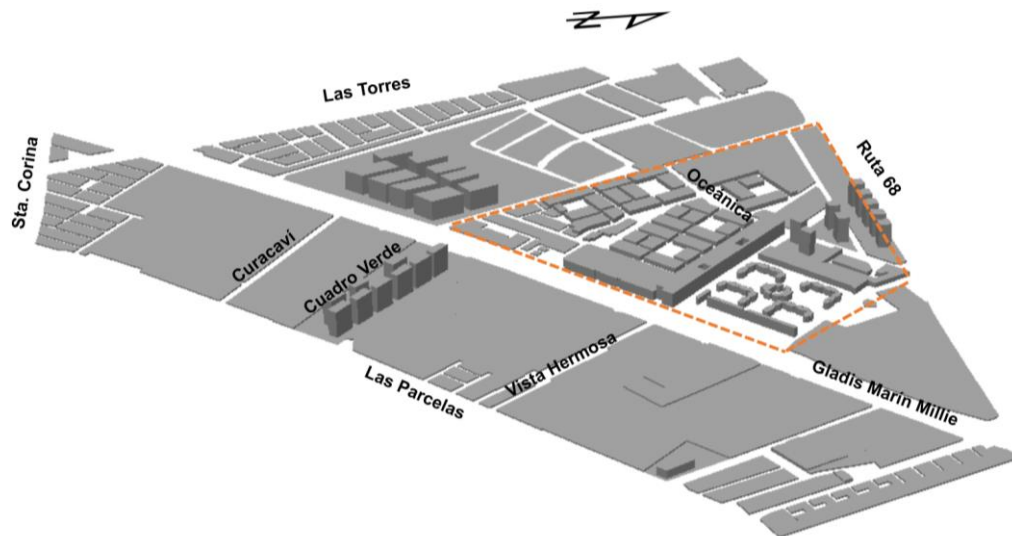 N
Las Torres
Sta. Corina
Ruta 68
Oceánica
Curacaví
Cuadro Verde
Vista Hermosa
Las Parcelas
Gladis Marín Millie